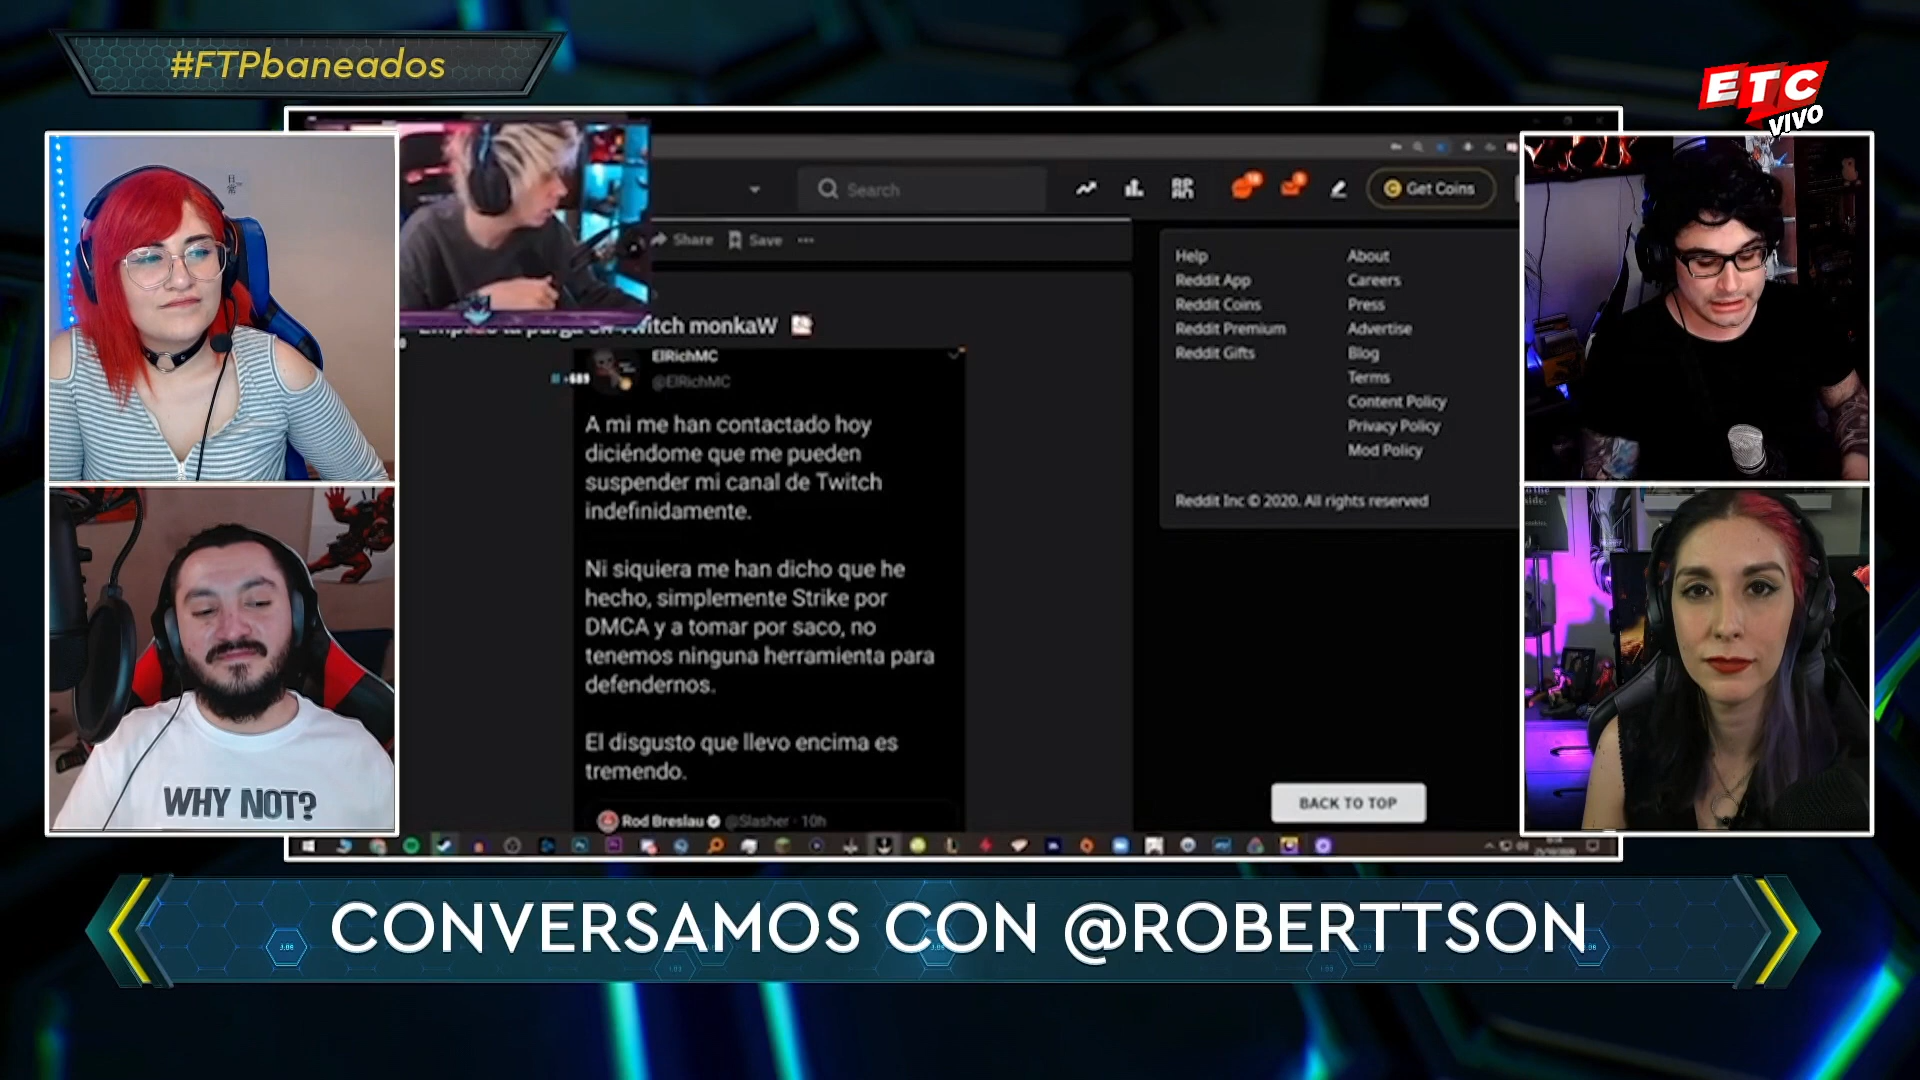 #FTPbaneados
ETC
VIVO
Search
Get Coins
Share
Save
Help
Reddit App
Reddit Coins
Reddit Premium
Reddit Gifts
About
Careers
Press
Advertise
Blog
Terms
Content Policy
Privacy Policy
Mod Policy
Reddit Inc © 2020. All rights reserved
monkaW
ElRichMC
@ElRichMC
A mi me han contactado hoy
diciéndome que me pueden
suspender mi canal de Twitch
indefinidamente.
Ni siquiera me han dicho que he
hecho, simplemente Strike por
DMCA y a tomar por saco, no
tenemos ninguna herramienta para
defendernos.
El disgusto que llevo encima es
tremendo.
Rod Breslau @Slasher · 10h
BACK TO TOP
WHY NOT?
CONVERSAMOS CON @ROBERTTSON